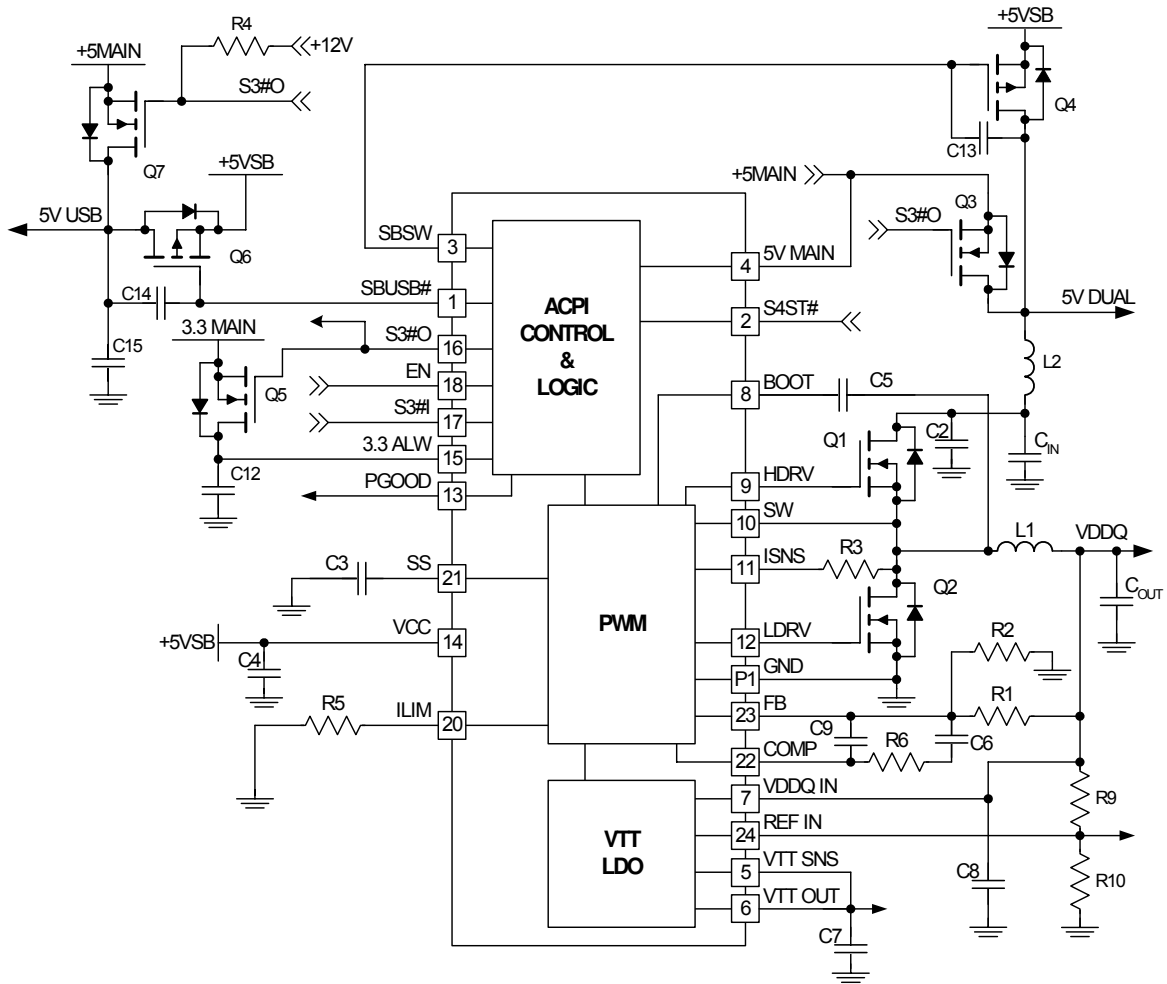 R4
+12V
+5MAIN
S3#O
Q7
+5VSB
5V USB
Q6
C14
C15
3.3 MAIN
Q5
C12
+5VSB
Q4
C13
+5MAIN
Q3
S3#O
5V DUAL
L2
SBSW
3
SBUSB#
1
S3#O
16
EN
18
S3#I
17
3.3 ALW
15
PGOOD
13
ACPI
CONTROL
&
LOGIC
4
5V MAIN
2
S4ST#
8
BOOT
C5
Q1
C2
CIN
9
HDRV
10
SW
L1
VDDQ
11
ISNS
R3
COUT
Q2
12
LDRV
P1
GND
R2
23
FB
R1
C9
R6
C6
22
COMP
C3
SS
21
PWM
+5VSB
VCC
14
C4
R5
ILIM
20
7
VDDQ IN
R9
24
REF IN
VTT
LDO
5
VTT SNS
C8
R10
6
VTT OUT
C7